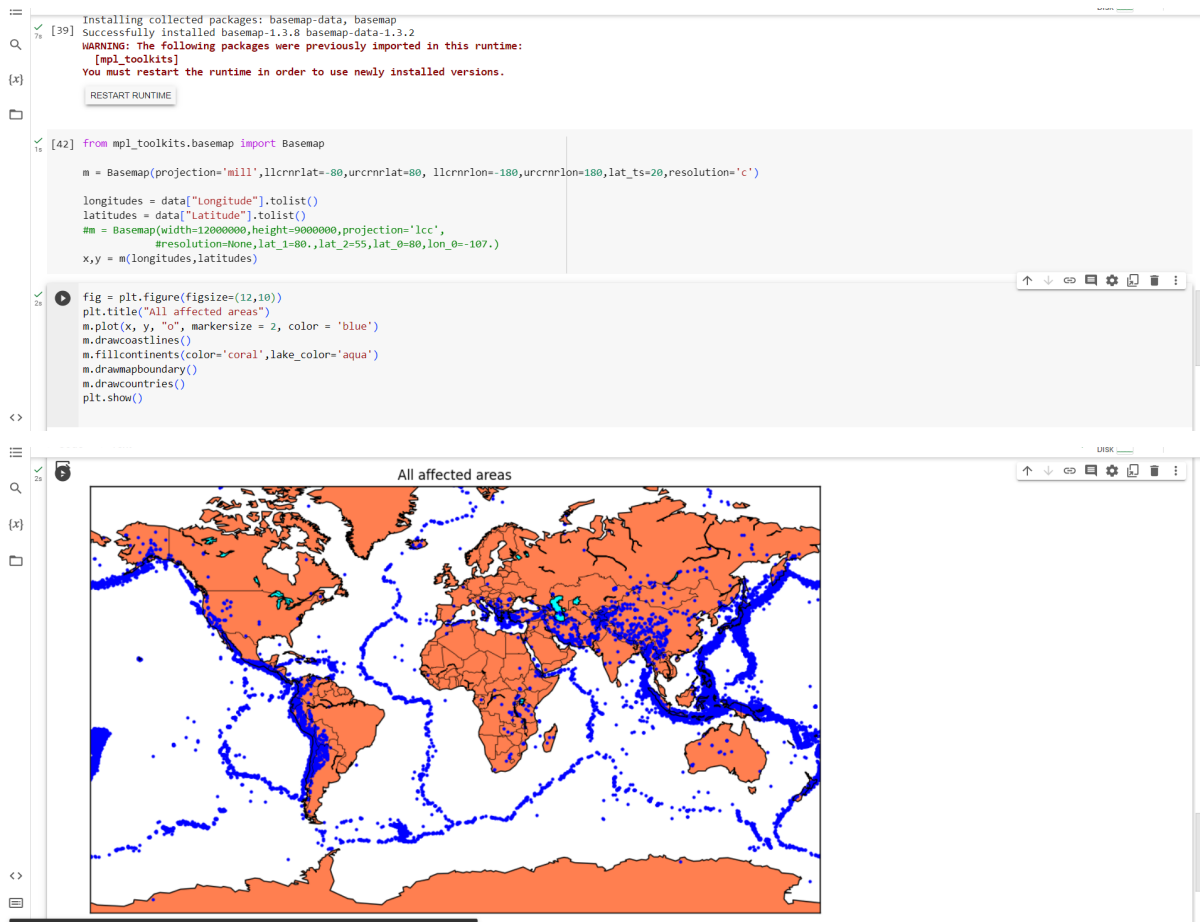 Installing collected packages: basemap-data, basemap
7s [39] Successfully installed basemap-1.3.8 basemap-data-1.3.2
WARNING: The following packages were previously imported in this runtime:
[mpl_toolkits]
You must restart the runtime in order to use newly installed versions.
{x}
RESTART RUNTIME
1s [42] from mpl_toolkits.basemap import Basemap
m = Basemap(projection='mill',llcrnrlat=-80,urcrnrlat=80, llcrnrlon=-180,urcrnrlon=180,lat_ts=20,resolution='c')
longitudes = data["Longitude"].tolist()
latitudes = data["Latitude"].tolist()
#m = Basemap(width=12000000,height=9000000,projection='lcc',
#resolution=None,lat_1=80.,lat_2=55,lat_0=80,lon_0=-107.)
x,y = m(longitudes,latitudes)
2s
fig = plt.figure(figsize=(12,10))
plt.title("All affected areas")
m.plot(x, y, "o", markersize = 2, color = 'blue')
m.drawcoastlines()
m.fillcontinents(color='coral',lake_color='aqua')
m.drawmapboundary()
m.drawcountries()
plt.show()
<>
Disk
2s
All affected areas
{x}
<>